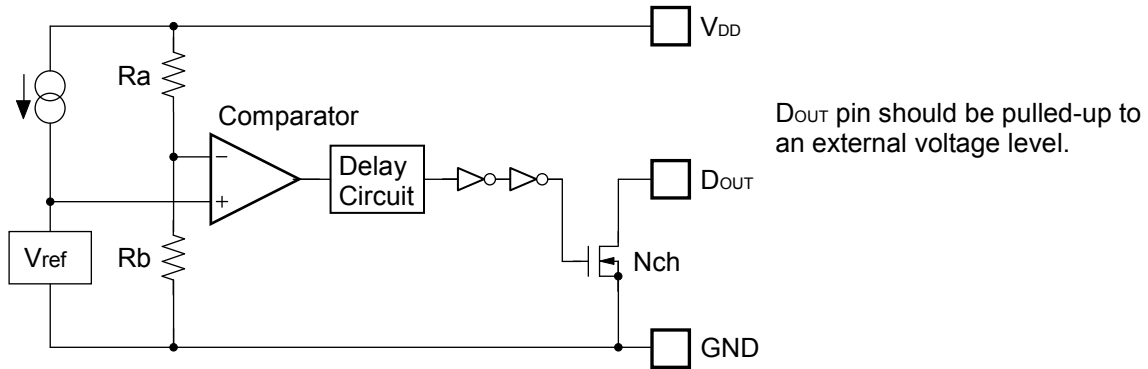 VDD
Ra
Comparator
DOUT pin should be pulled-up to
an external voltage level.
−
Delay
Circuit
DOUT
+
Vref
Rb
Nch
GND